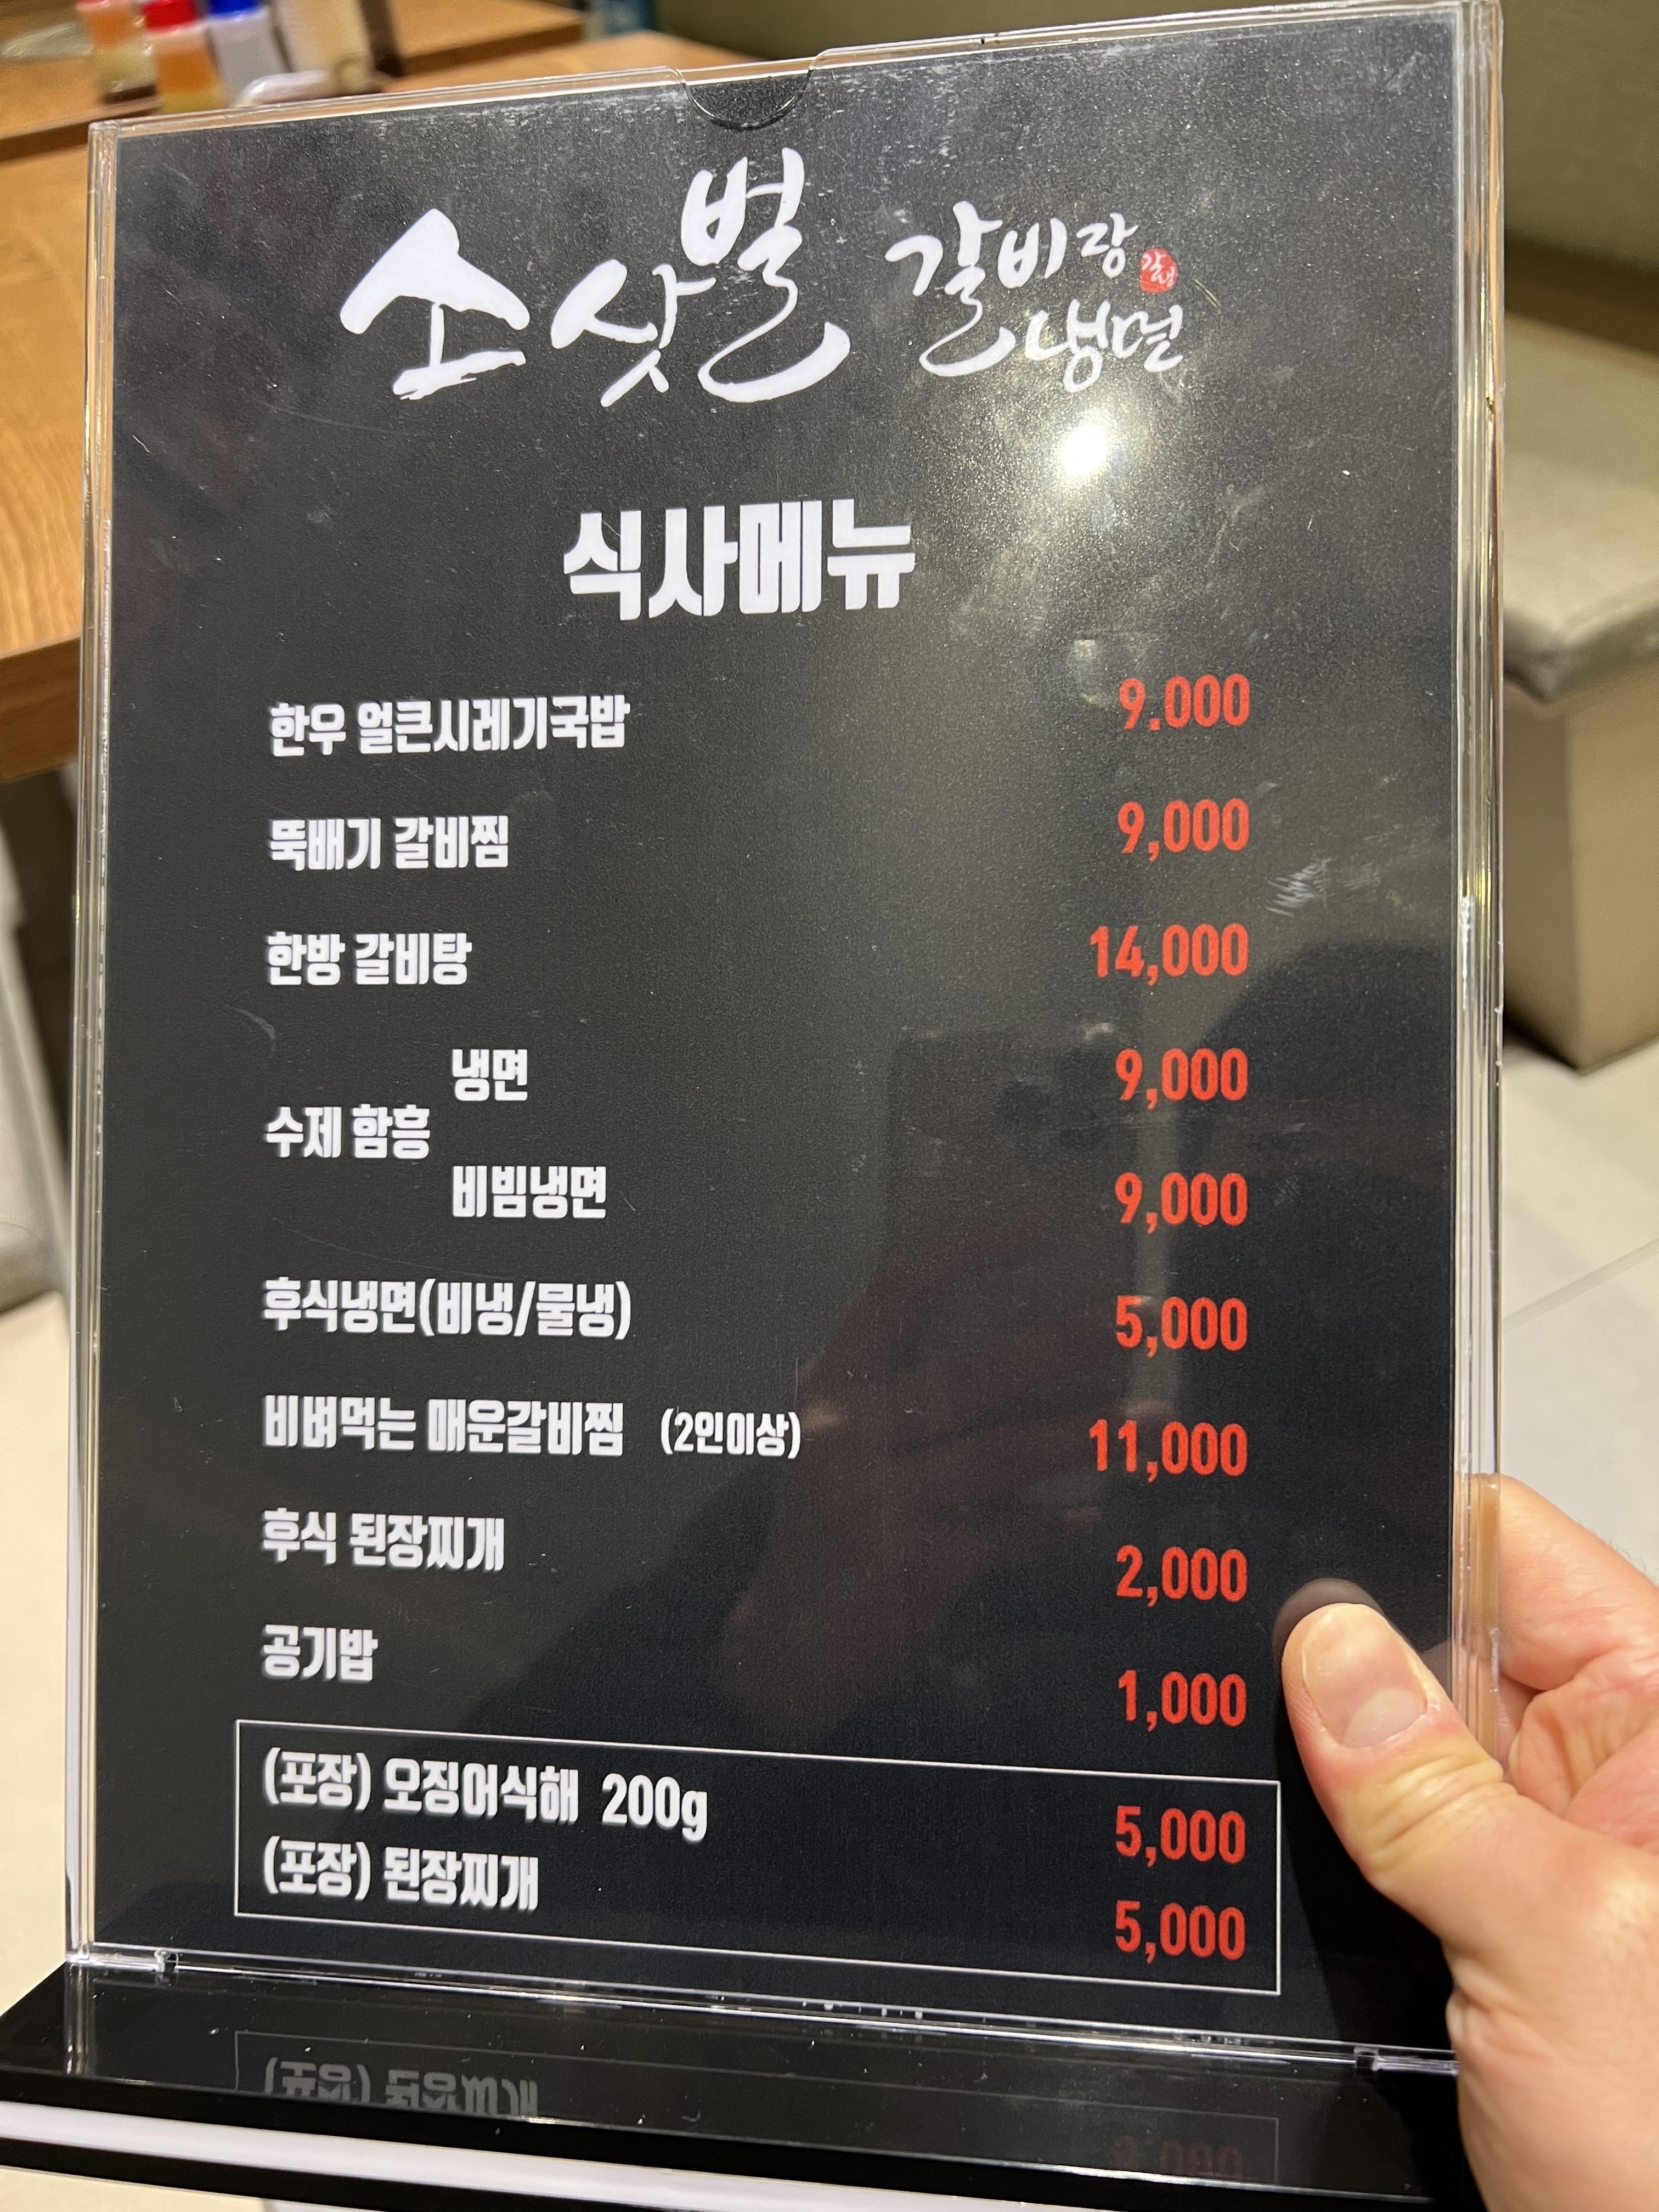 소삿벌 갈비랑 냉면
식사메뉴
한우 얼큰시레기국밥 9.000
뚝배기 갈비찜 9,000
한방 갈비탕 14,000
수제 함흥
냉면 9,000
비빔냉면 9,000
후식냉면(비냉/물냉) 5,000
비벼먹는 매운갈비찜 (2인이상) 11,000
후식 된장찌개 2,000
공기밥 1,000
(포장) 오징어식해 200g 5,000
(포장) 된장찌개 5,000